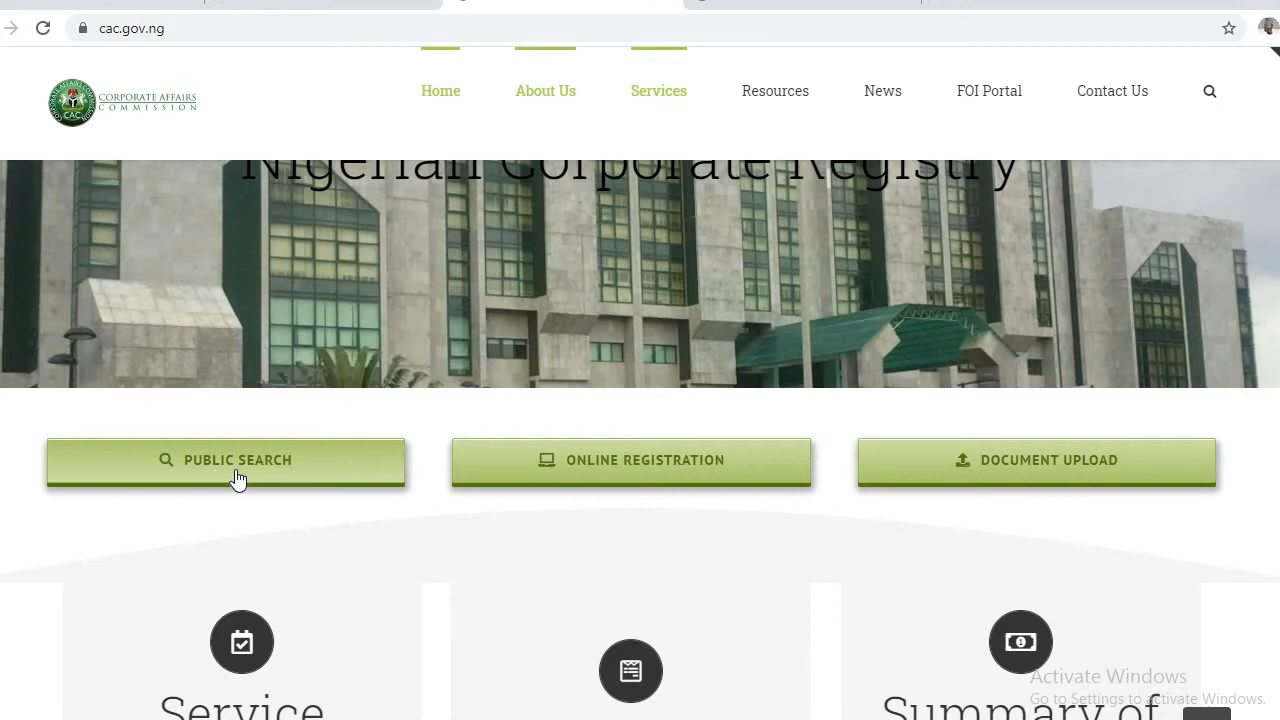 cac.gov.ng
CORPORATE AFFAIRS
COMMISSION
CAC
Home
About Us
Services
Resources
News
FOI Portal
Contact Us
Nigerian Corporate Registry
PUBLIC SEARCH
ONLINE REGISTRATION
DOCUMENT UPLOAD
Service
Summary of
Activate Windows
Go to Settings to activate Windows.